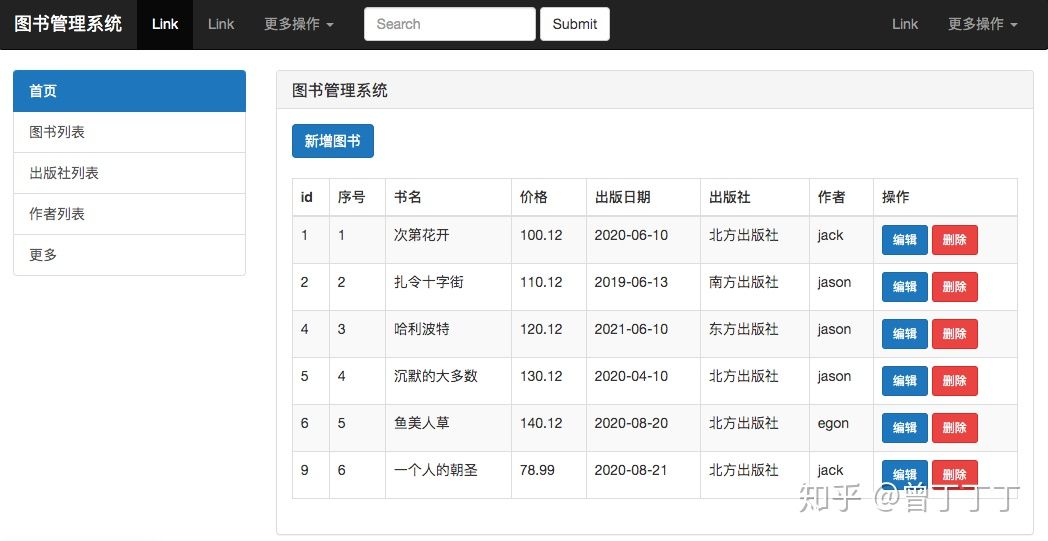 图书管理系统 Link Link 更多操作 Search Submit Link 更多操作
首页
图书列表
出版社列表
作者列表
更多
图书管理系统
新增图书
id 序号 书名 价格 出版日期 出版社 作者 操作
1 1 次第花开 100.12 2020-06-10 北方出版社 jack 编辑 删除
2 2 扎令十字街 110.12 2019-06-13 南方出版社 jason 编辑 删除
4 3 哈利波特 120.12 2021-06-10 东方出版社 jason 编辑 删除
5 4 沉默的大多数 130.12 2020-04-10 北方出版社 jason 编辑 删除
6 5 鱼美人草 140.12 2020-08-20 北方出版社 egon 编辑 删除
9 6 一个人的朝圣 78.99 2020-08-21 北方出版社 jack 编辑 删除
知乎 @曾丁丁丁